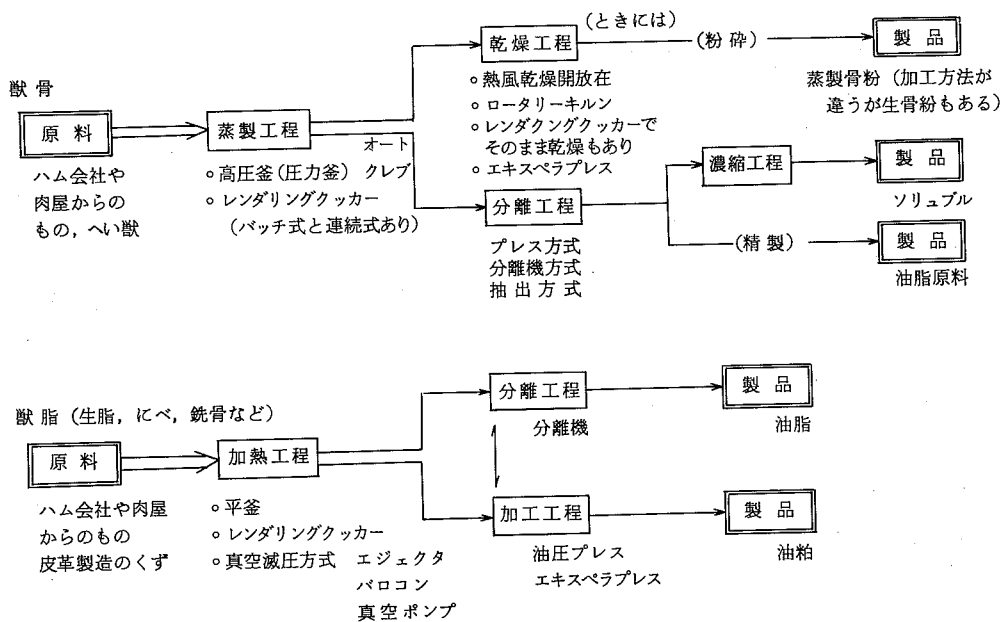 獣骨
原料
ハム会社や
肉屋からの
もの，へい獣
蒸製工程
オート
○高圧釜（圧力釜）クレブ
○レンダリングクッカー
（バッチ式と連続式あり）
乾燥工程
（ときには）
（粉砕）
製品
○熱風乾燥開放在
○ロータリーキルン
○レンダクングクッカーで
そのまま乾燥もあり
○エキスペラプレス
蒸製骨粉（加工方法が
違うが生骨粉もある）
分離工程
プレス方式
分離機方式
抽出方式
濃縮工程
製品
ソリュブル
（精製）
製品
油脂原料
獣脂（生脂，にべ，銑骨など）
原料
ハム会社や肉屋
からのもの
皮革製造のくず
加熱工程
○平釜
○レンダリングクッカー
○真空減圧方式 エジェクタ
バロコン
真空ポンプ
分離工程
分離機
製品
油脂
加工工程
油圧プレス
エキスペラプレス
製品
油粕